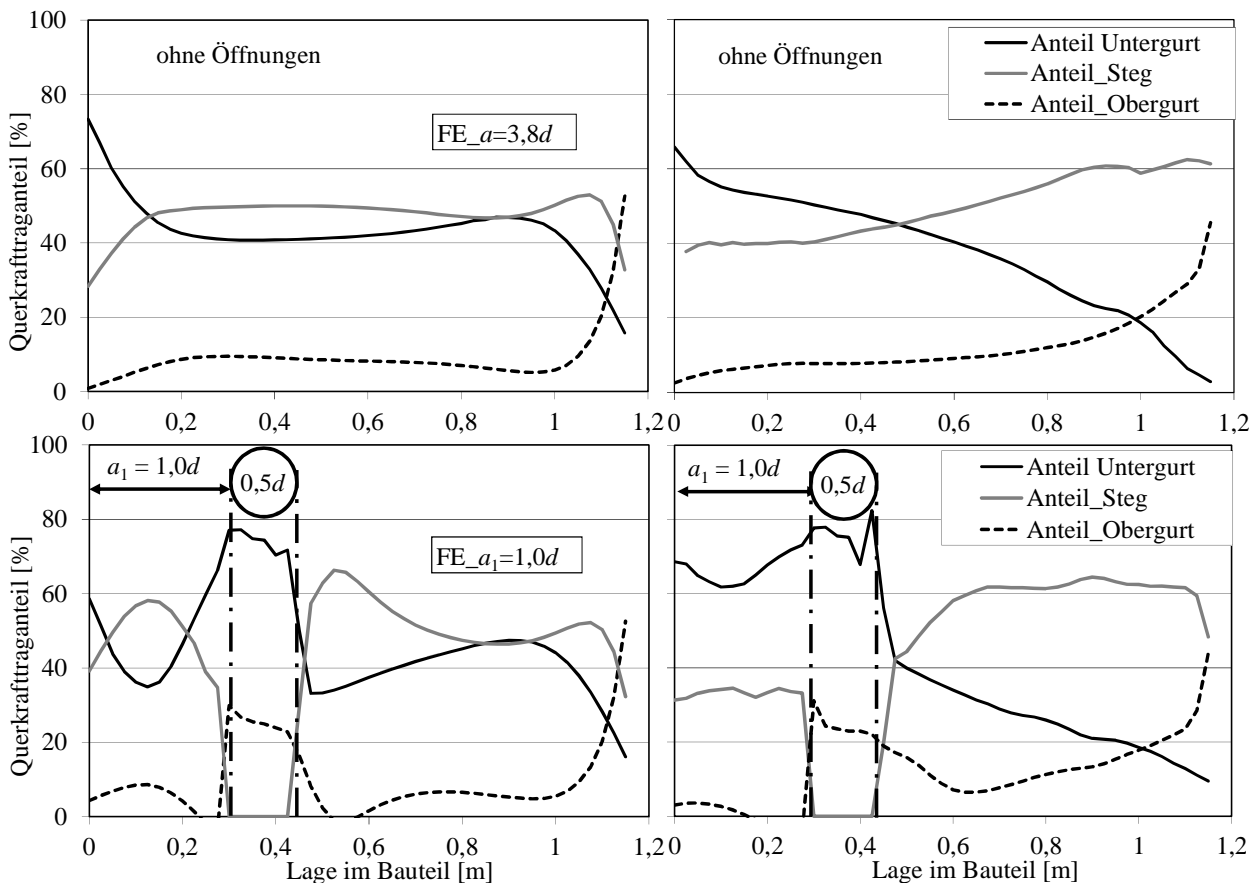 100
80
60
40
20
0
Querkrafttraganteil [%]
ohne Öffnungen
FE_a=3,8d
0
0,2
0,4
0,6
0,8
1
1,2
ohne Öffnungen
Anteil Untergurt
Anteil_Steg
Anteil_Obergurt
0
0,2
0,4
0,6
0,8
1
1,2
100
80
60
40
20
0
Querkrafttraganteil [%]
a1 = 1,0d
0,5d
FE_a1=1,0d
0
0,2
0,4
0,6
0,8
1
1,2
Lage im Bauteil [m]
a1 = 1,0d
0,5d
Anteil Untergurt
Anteil_Steg
Anteil_Obergurt
0
0,2
0,4
0,6
0,8
1
1,2
Lage im Bauteil [m]